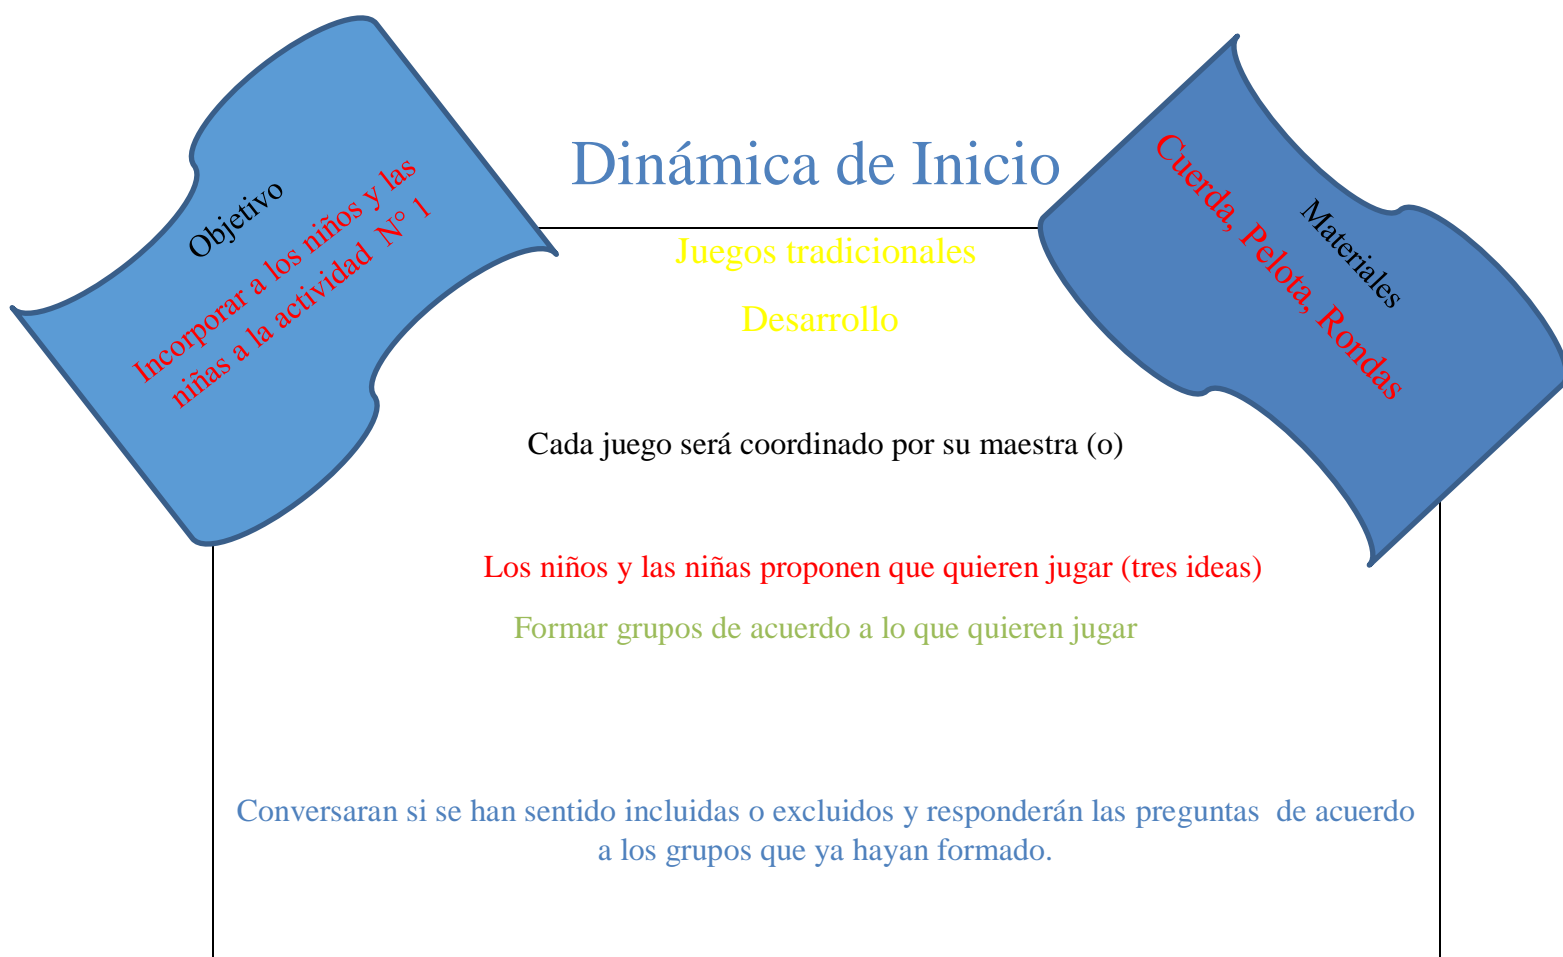 Dinámica de Inicio
Objetivo
Incorporar a los niños y las
niñas a la actividad N° 1
Materiales
Cuerda, Pelota, Rondas
Juegos tradicionales
Desarrollo
Cada juego será coordinado por su maestra (o)
Los niños y las niñas proponen que quieren jugar (tres ideas)
Formar grupos de acuerdo a lo que quieren jugar
Conversaran si se han sentido incluidas o excluidos y responderán las preguntas de acuerdo
a los grupos que ya hayan formado.